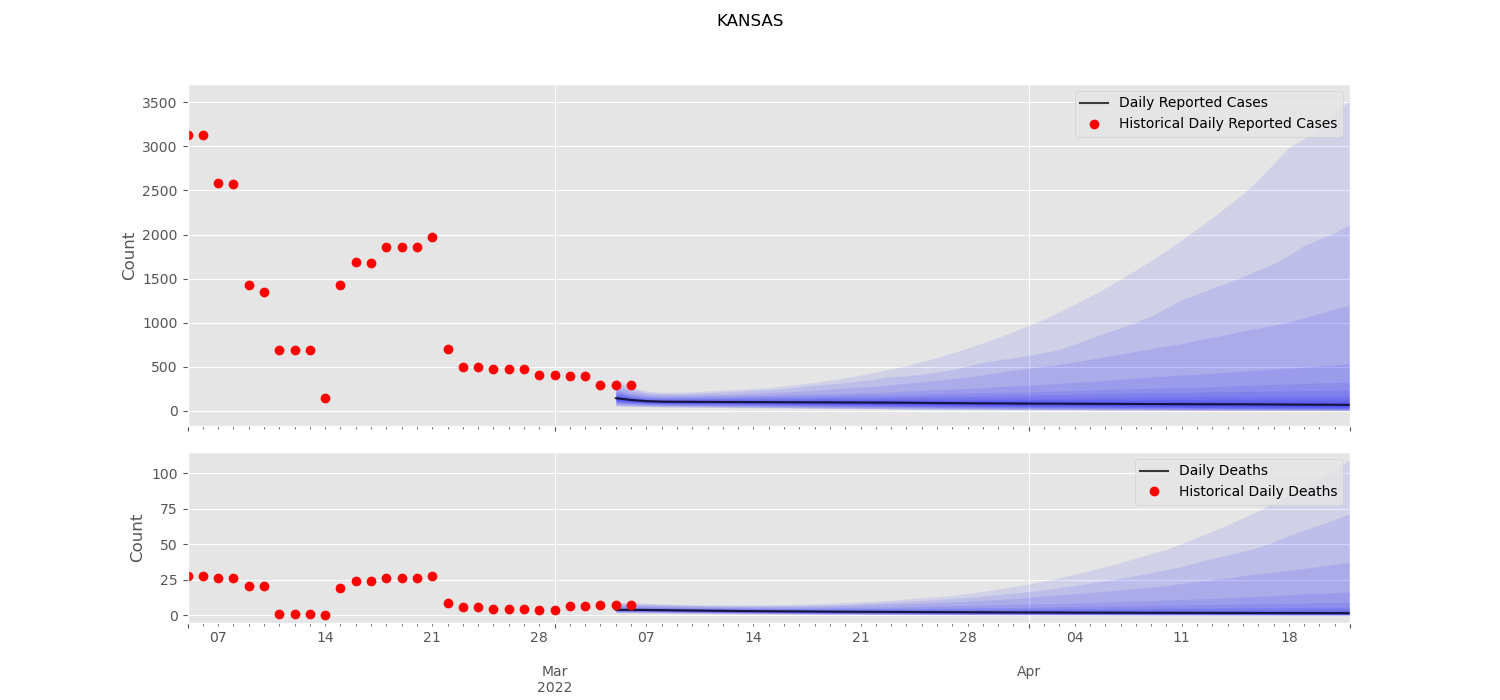 KANSAS
3500
3000
2500
2000
1500
1000
500
0
Count
Daily Reported Cases
Historical Daily Reported Cases
100
75
50
25
0
Count
Daily Deaths
Historical Daily Deaths
07 14 21 28 07 14 21 28 04 11 18
Mar Apr
2022